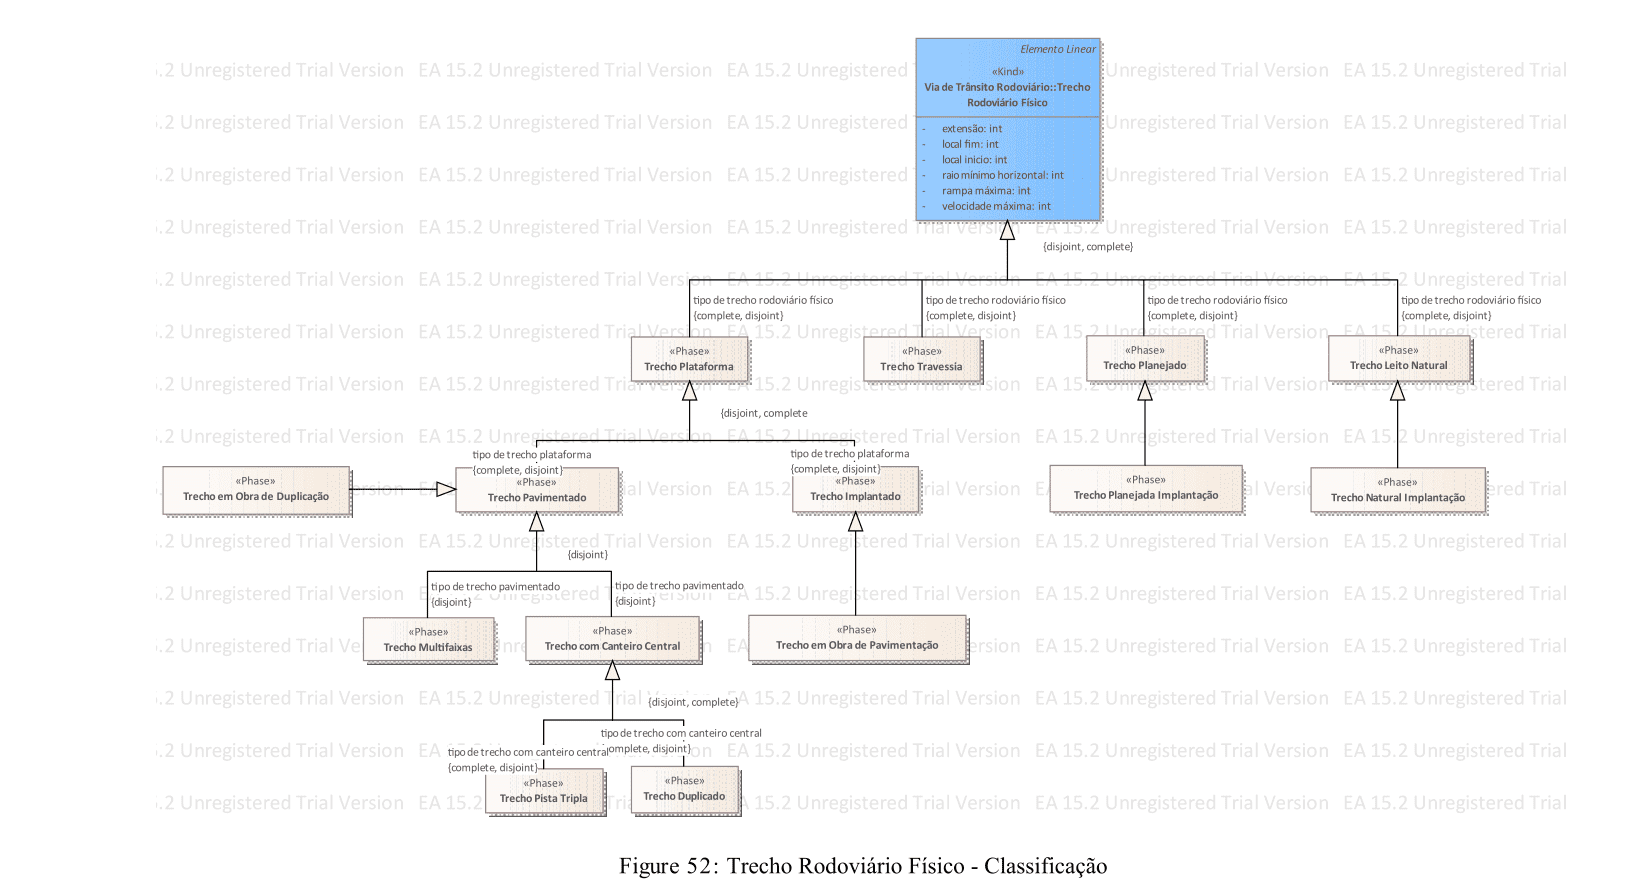 Elemento Linear
«Kind»
Via de Trânsito Rodoviário::Trecho
Rodoviário Físico
- extensão: int
- local fim: int
- local inicio: int
- raio mínimo horizontal: int
- rampa máxima: int
- velocidade máxima: int
{disjoint, complete}
tipo de trecho rodoviário físico
{complete, disjoint}
tipo de trecho rodoviário físico
{complete, disjoint}
tipo de trecho rodoviário físico
{complete, disjoint}
tipo de trecho rodoviário físico
{complete, disjoint}
«Phase»
Trecho Plataforma
«Phase»
Trecho Travessia
«Phase»
Trecho Planejado
«Phase»
Trecho Leito Natural
{disjoint, complete
tipo de trecho plataforma
{complete, disjoint}
tipo de trecho plataforma
{complete, disjoint}
«Phase»
Trecho em Obra de Duplicação
«Phase»
Trecho Pavimentado
«Phase»
Trecho Implantado
«Phase»
Trecho Planejada Implantação
«Phase»
Trecho Natural Implantação
{disjoint}
tipo de trecho pavimentado
{disjoint}
tipo de trecho pavimentado
{disjoint}
«Phase»
Trecho Multifaixas
«Phase»
Trecho com Canteiro Central
«Phase»
Trecho em Obra de Pavimentação
{disjoint, complete}
tipo de trecho com canteiro central
{complete, disjoint}
tipo de trecho com canteiro central
complete, disjoint}
«Phase»
Trecho Pista Tripla
«Phase»
Trecho Duplicado
EA 15.2 Unregistered Trial Version
Figure 52: Trecho Rodoviário Físico - Classificação